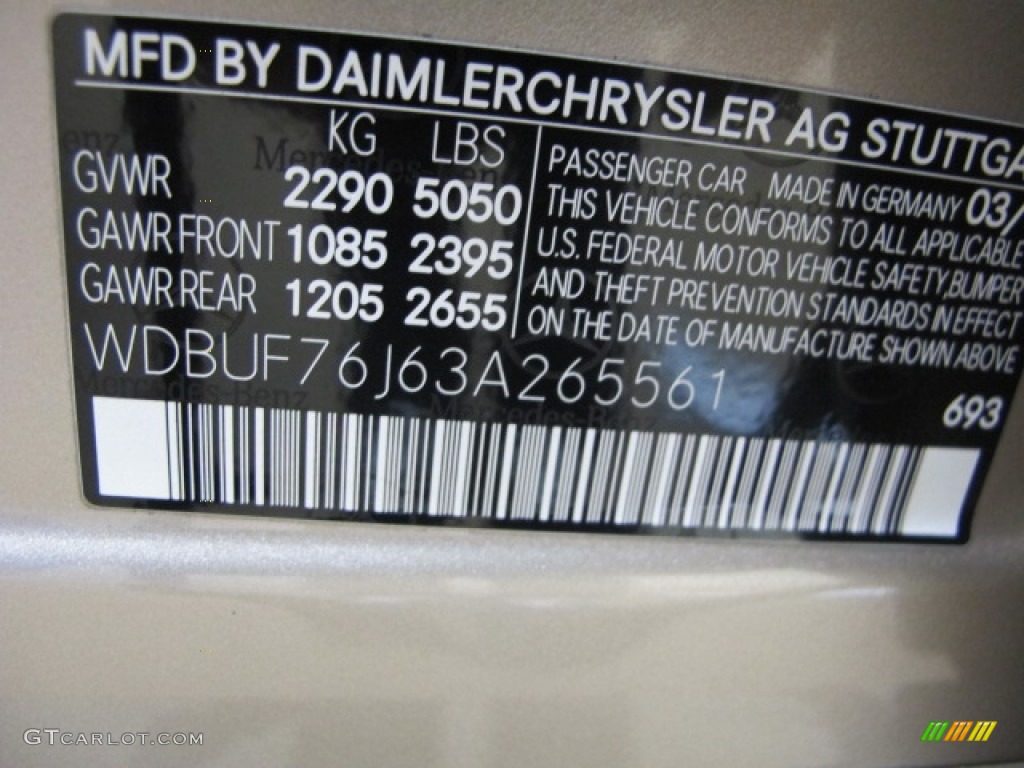 MFD BY DAIMLERCHRYSLER AG STUTTGA
KG LBS
GVWR 2290 5050
GAWR FRONT 1085 2395
GAWR REAR 1205 2655
PASSENGER CAR MADE IN GERMANY 03/
THIS VEHICLE CONFORMS TO ALL APPLICABLE
U.S. FEDERAL MOTOR VEHICLE SAFETY,BUMPER
AND THEFT PREVENTION STANDARDS IN EFFECT
ON THE DATE OF MANUFACTURE SHOWN ABOVE
WDBUF76J63A265561
693
Mercedes-Benz
GTCARLOT.COM